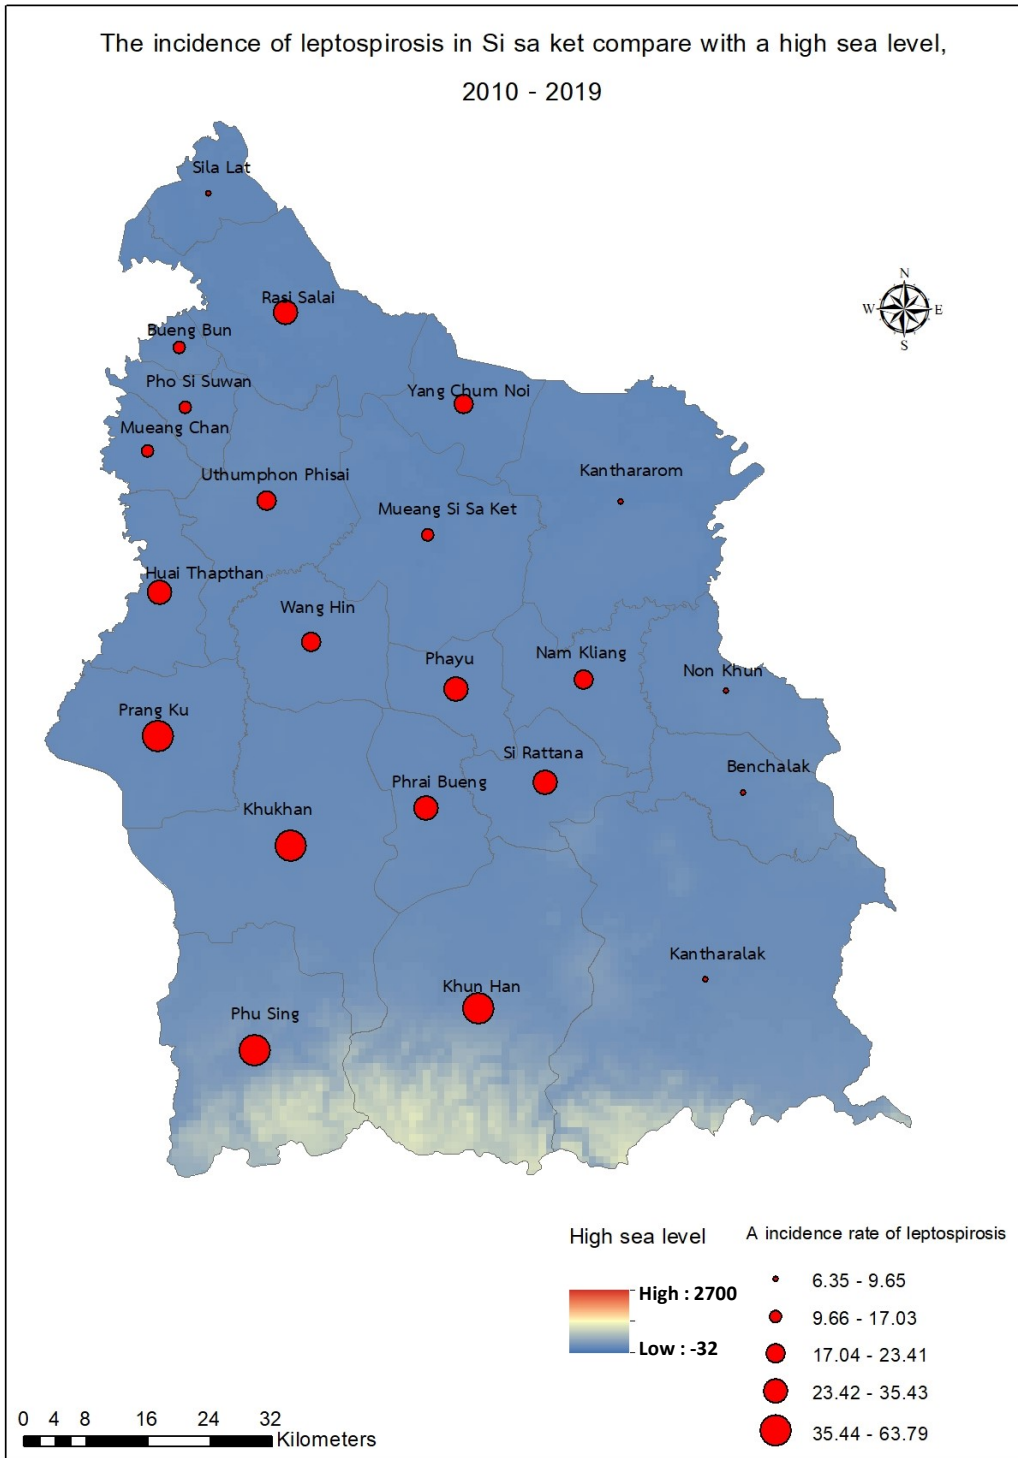 The incidence of leptospirosis in Si sa ket compare with a high sea level,
2010 - 2019
Sila Lat
Rasi Salai
Bueng Bun
Pho Si Suwan
Yang Chum Noi
Mueang Chan
Uthumphon Phisai
Kanthararom
Mueang Si Sa Ket
Huai Thapthan
Wang Hin
Phayu
Nam Kliang
Non Khun
Prang Ku
Si Rattana
Benchalak
Phrai Bueng
Khukhan
Kantharalak
Khun Han
Phu Sing
N
W
E
S
High sea level
High : 2700
Low : -32
A incidence rate of leptospirosis
6.35 - 9.65
9.66 - 17.03
17.04 - 23.41
23.42 - 35.43
35.44 - 63.79
0 4 8 16 24 32
Kilometers